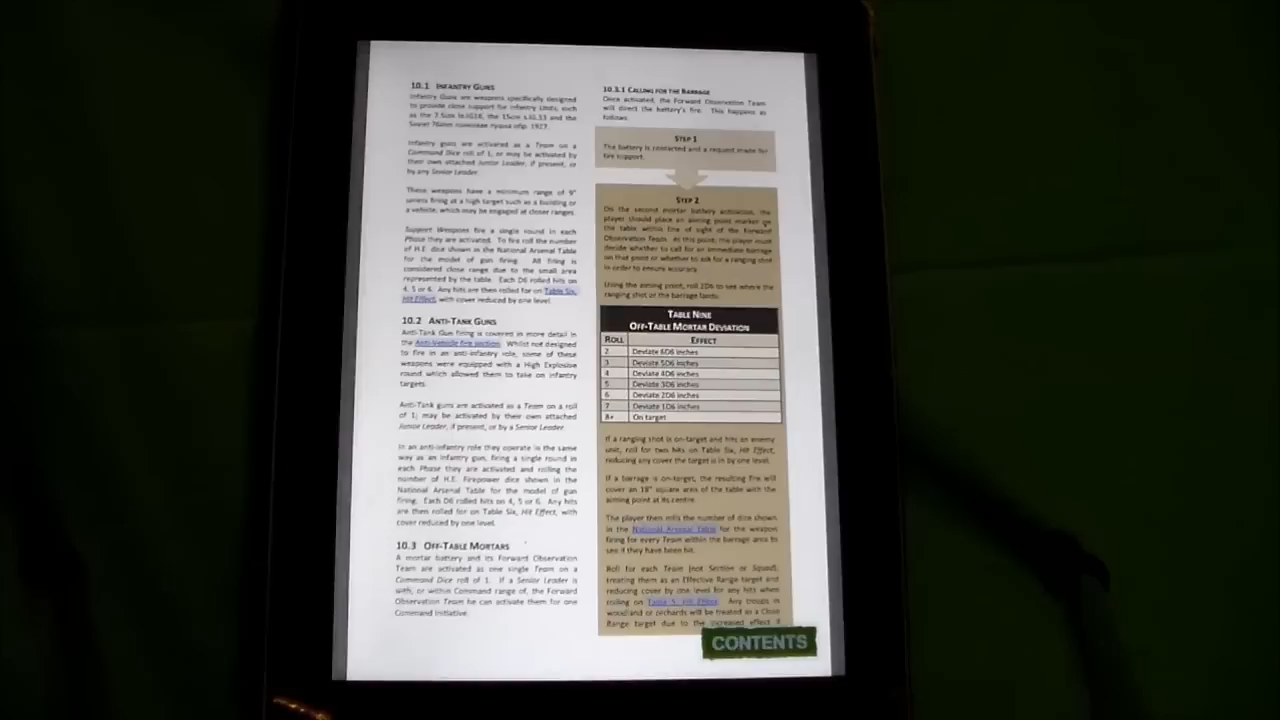 10.1 INFANTRY GUNS
Infantry Guns are weapons specifically designed
to provide close support for Infantry Units, such
as the 7.5cm leIG18, the 15cm s.IG.33 and the
1927.
Infantry guns are activated as a Team on a
Command Dice roll of 1, or may be activated by
their own attached Junior Leader, if present, or
by any Senior Leader.
These weapons have a minimum range of 9"
unless firing at a high target such as a building or
a vehicle, which may be engaged at closer ranges.
Support Weapons fire a single round in each
Phase they are activated. To fire roll the number
of H.E. dice shown in the National Arsenal Table
for the model of gun firing. All firing is
considered close range due to the small area
represented by the table. Each D6 rolled hits on
4, 5 or 6. Any hits are then rolled for on Table Six,
Hit Effect, with cover reduced by one level.
10.2 ANTI-TANK GUNS
Anti-Tank Gun firing is covered in more detail in
the Anti-Vehicle fire section. Whilst not designed
to fire in an anti-infantry role, some of these
weapons were equipped with a High Explosive
round which allowed them to take on infantry
targets.
Anti-Tank guns are activated as a Team on a roll
of 1; may be activated by their own attached
Junior Leader, if present, or by a Senior Leader.
In an anti-infantry role they operate in the same
way as an infantry gun, firing a single round in
each Phase they are activated and rolling the
number of H.E. Firepower dice shown in the
National Arsenal Table for the model of gun
firing. Each D6 rolled hits on 4, 5 or 6. Any hits
are then rolled for on Table Six, Hit Effect, with
cover reduced by one level.
10.3 OFF-TABLE MORTARS
A mortar battery and its Forward Observation
Team are activated as one single Team on a
Command Dice roll of 1. If a Senior Leader is
with, or within Command range of, the Forward
Observation Team he can activate them for one
Command Initiative.
10.3.1 CALLING FOR THE BARRAGE
Once activated, the Forward Observation Team
will direct the battery's fire. This happens as
follows.
STEP 1
The battery is contacted and a request made for
fire support.
STEP 2
On the second mortar battery activation, the
player should place an aiming point marker on
the table within line of sight of the Forward
Observation Team. At this point, the player must
decide whether to call for an immediate barrage
on that point or whether to ask for a ranging shot
in order to ensure accuracy.
Using the aiming point, roll 2D6 to see where the
ranging shot or the barrage lands.
TABLE NINE
OFF-TABLE MORTAR DEVIATION
ROLL EFFECT
2 Deviate 6D6 inches
3 Deviate 5D6 inches
4 Deviate 4D6 inches
5 Deviate 3D6 inches
6 Deviate 2D6 inches
7 Deviate 1D6 inches
8+ On target
If a ranging shot is on-target and hits an enemy
unit, roll for two hits on Table Six, Hit Effect,
reducing any cover the target is in by one level.
If a barrage is on-target, the resulting fire will
cover an 18" square area of the table with the
aiming point at its centre.
The player then rolls the number of dice shown
in the National Arsenal Table for the weapon
firing for every Team within the barrage area to
see if they have been hit.
Roll for each Team (not Section or Squad),
treating them as an Effective Range target and
reducing cover by one level for any hits when
rolling on Table 5, Hit Effect. Any troops in
woodland or orchards will be treated as a Close
Range target due to the increased effect if
CONTENTS